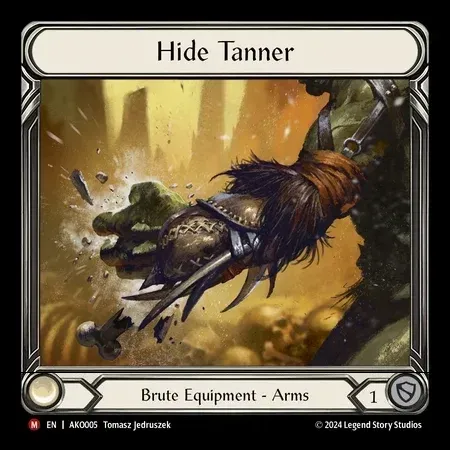 Hide Tanner
Brute Equipment - Arms
1
M EN | AKO005 Tomasz Jedruszek
© 2024 Legend Story Studios